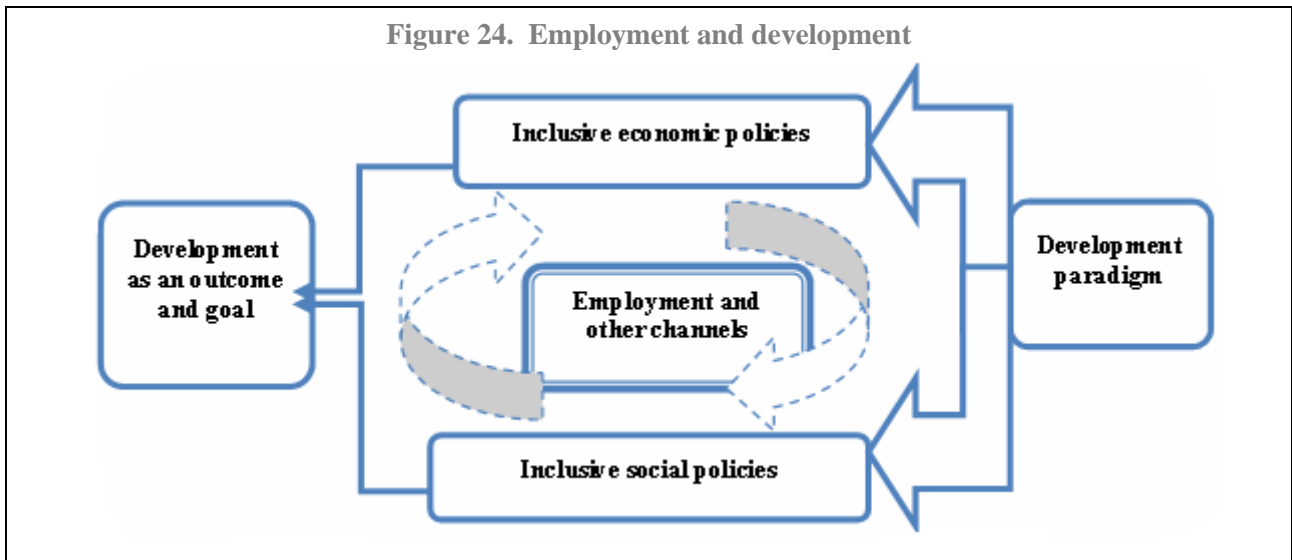 Figure 24. Employment and development
Inclusive economic policies
Development
as an outcome
and goal
Employment and
other channels
Development
paradigm
Inclusive social policies